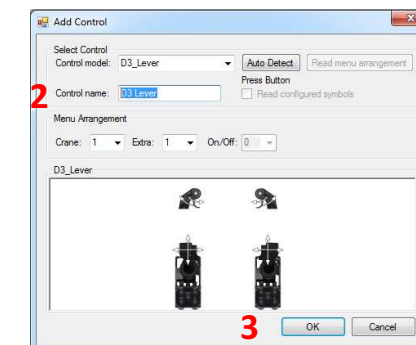 Add Control
Select Control
Control model: D3_Lever Auto Detect Read menu arrangement
Press Button
2 Control name: D3 Lever Read configured symbols
Menu Arrangement
Crane: 1 Extra: 1 On/Off: 0
D3_Lever
3 OK Cancel